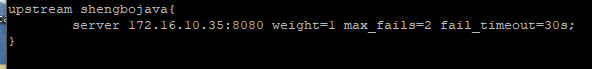 upstream shengbojava{
        server 172.16.10.35:8080 weight=1 max_fails=2 fail_timeout=30s;
}